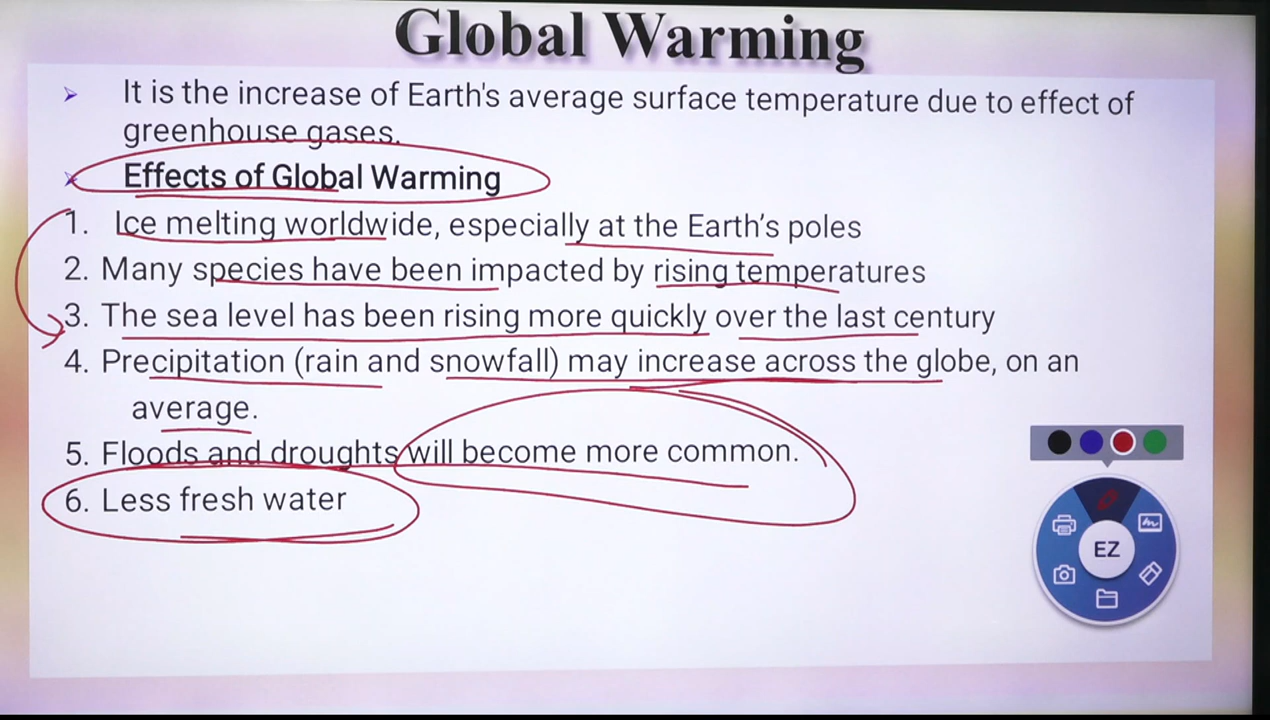 Global Warming
➢ It is the increase of Earth's average surface temperature due to effect of
greenhouse gases.
➢ Effects of Global Warming
1. Ice melting worldwide, especially at the Earth's poles
2. Many species have been impacted by rising temperatures
3. The sea level has been rising more quickly over the last century
4. Precipitation (rain and snowfall) may increase across the globe, on an
average.
5. Floods and droughts will become more common.
6. Less fresh water
EZ